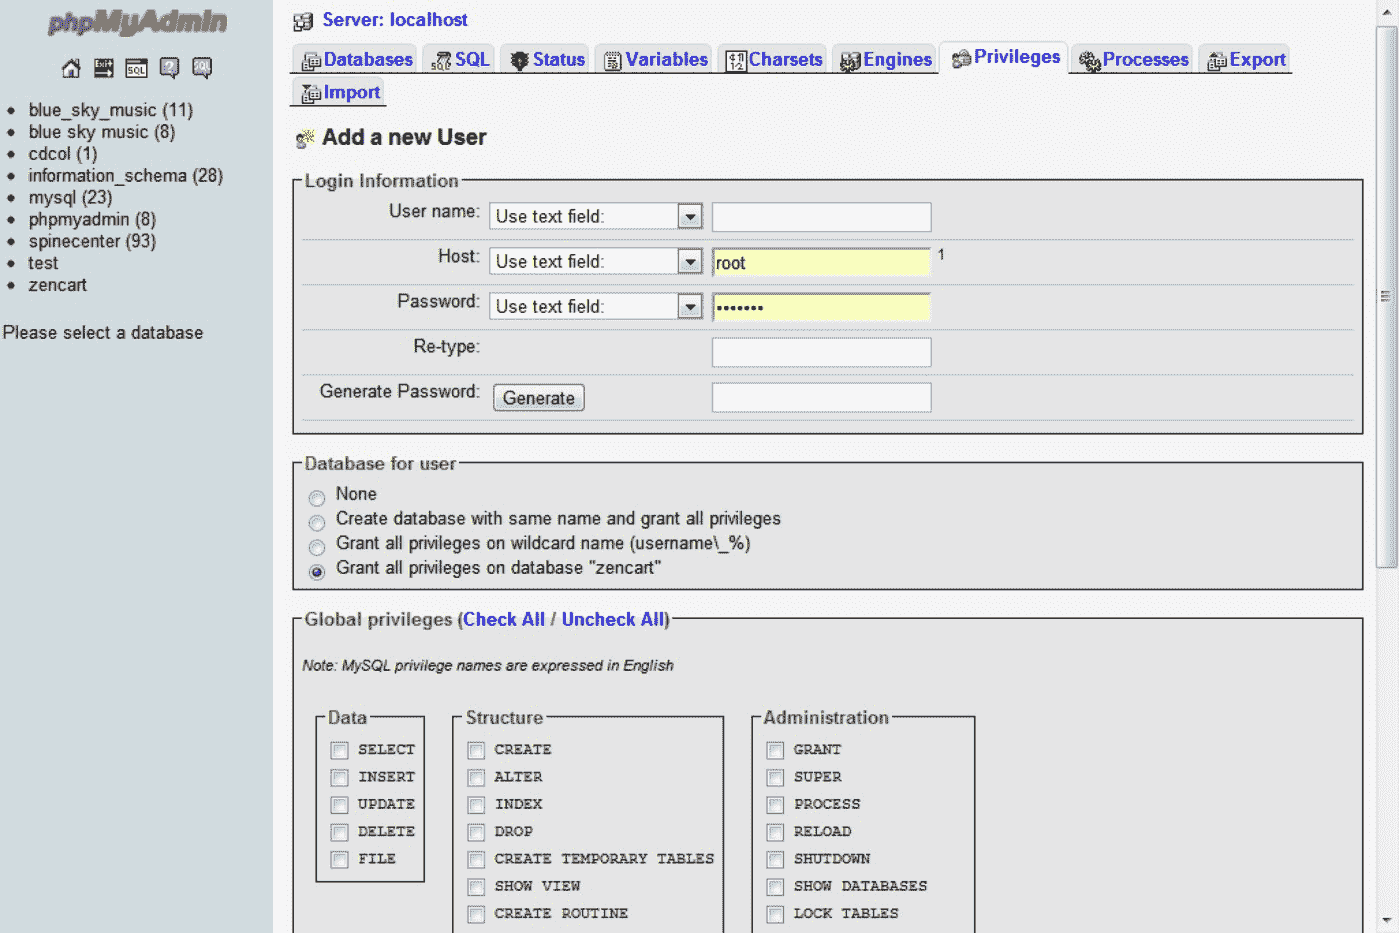 phpMyAdmin
SQL
SQL
blue_sky_music (11)
blue sky music (8)
cdcol (1)
information_schema (28)
mysql (23)
phpmyadmin (8)
spinecenter (93)
test
zencart
Please select a database
Server: localhost
Databases SQL Status Variables Charsets Engines Privileges Processes Export
Import
Add a new User
Login Information
User name: Use text field:
Host: Use text field: root 1
Password: Use text field: •••••••
Re-type:
Generate Password: Generate
Database for user
None
Create database with same name and grant all privileges
Grant all privileges on wildcard name (username\_%)
Grant all privileges on database "zencart"
Global privileges (Check All / Uncheck All)
Note: MySQL privilege names are expressed in English
Data
SELECT
INSERT
UPDATE
DELETE
FILE
Structure
CREATE
ALTER
INDEX
DROP
CREATE TEMPORARY TABLES
SHOW VIEW
CREATE ROUTINE
Administration
GRANT
SUPER
PROCESS
RELOAD
SHUTDOWN
SHOW DATABASES
LOCK TABLES